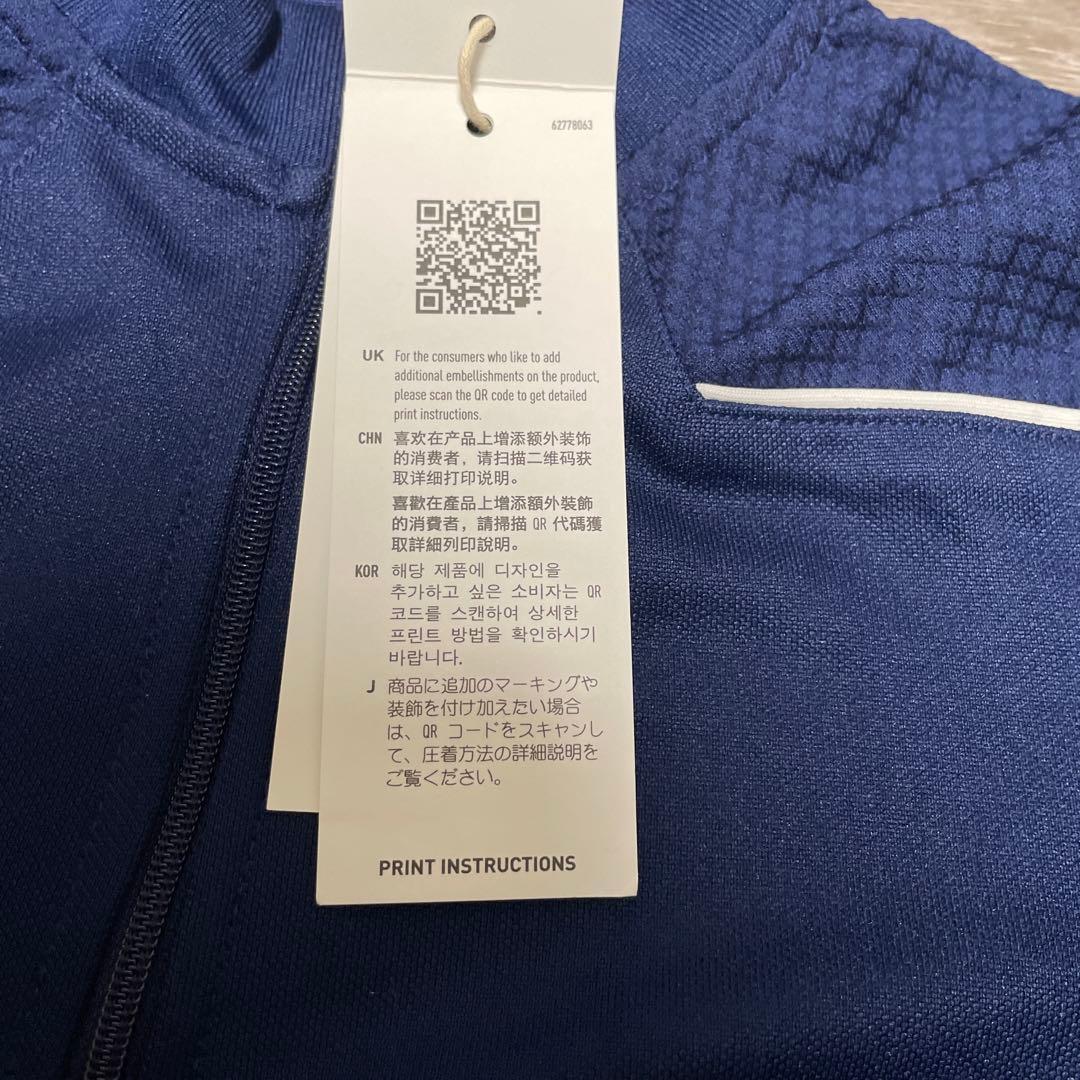 62778063
UK For the consumers who like to add
additional embellishments on the product,
please scan the QR code to get detailed
print instructions.
CHN 喜欢在产品上增添额外装饰
的消费者，请扫描二维码获
取详细打印说明。
喜歡在產品上增添額外裝飾
的消費者，請掃描 QR 代碼獲
取詳細列印說明。
KOR 해당 제품에 디자인을
추가하고 싶은 소비자는 QR
코드를 스캔하여 상세한
프린트 방법을 확인하시기
바랍니다.
J 商品に追加のマーキングや
装飾を付け加えたい場合
は、QR コードをスキャンし
て、圧着方法の詳細説明を
ご覧ください。
PRINT INSTRUCTIONS